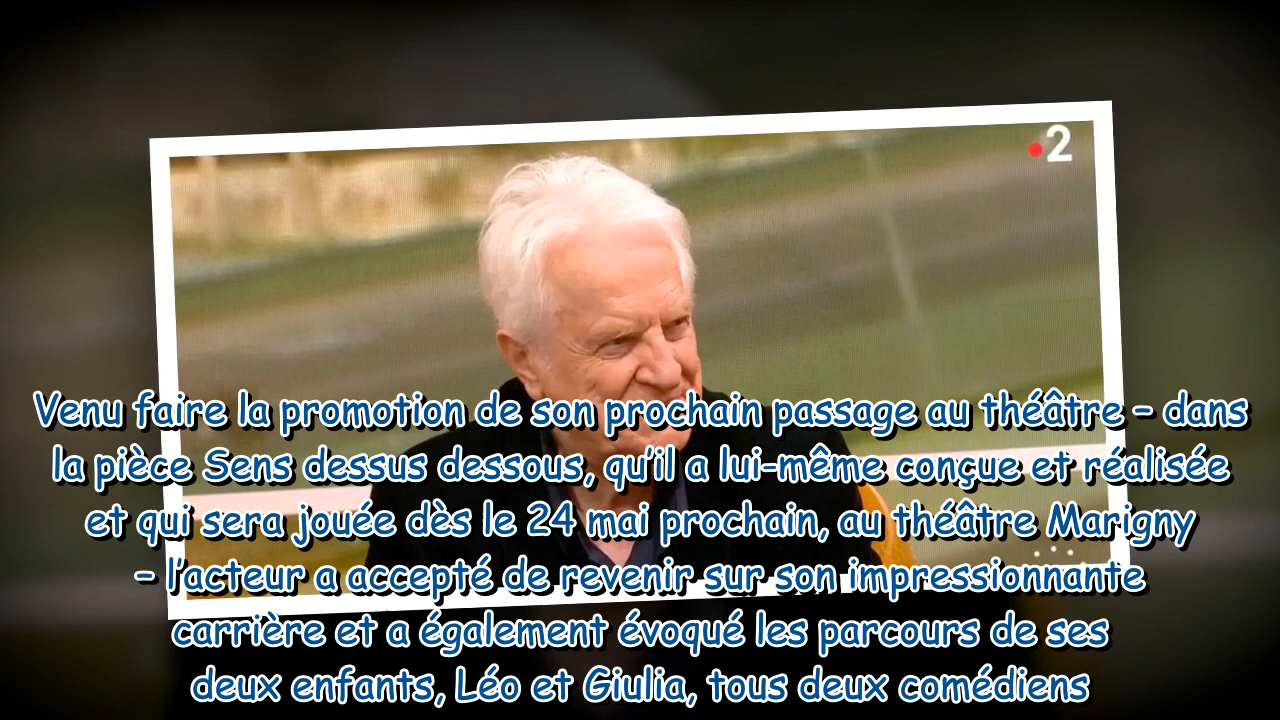 2
Venu faire la promotion de son prochain passage au théâtre – dans
la pièce Sens dessus dessous, qu'il a lui-même conçue et réalisée
et qui sera jouée dès le 24 mai prochain, au théâtre Marigny
– l'acteur a accepté de revenir sur son impressionnante
carrière et a également évoqué les parcours de ses
deux enfants, Léo et Giulia, tous deux comédiens